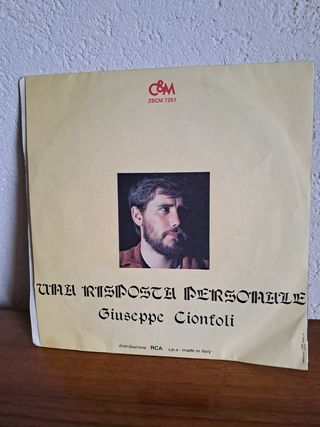 C&M
ZBCM 7251
UNA RISPOSTA PERSONALE
Giuseppe Cionfoli
distribuzione RCA s.p.a - made in Italy